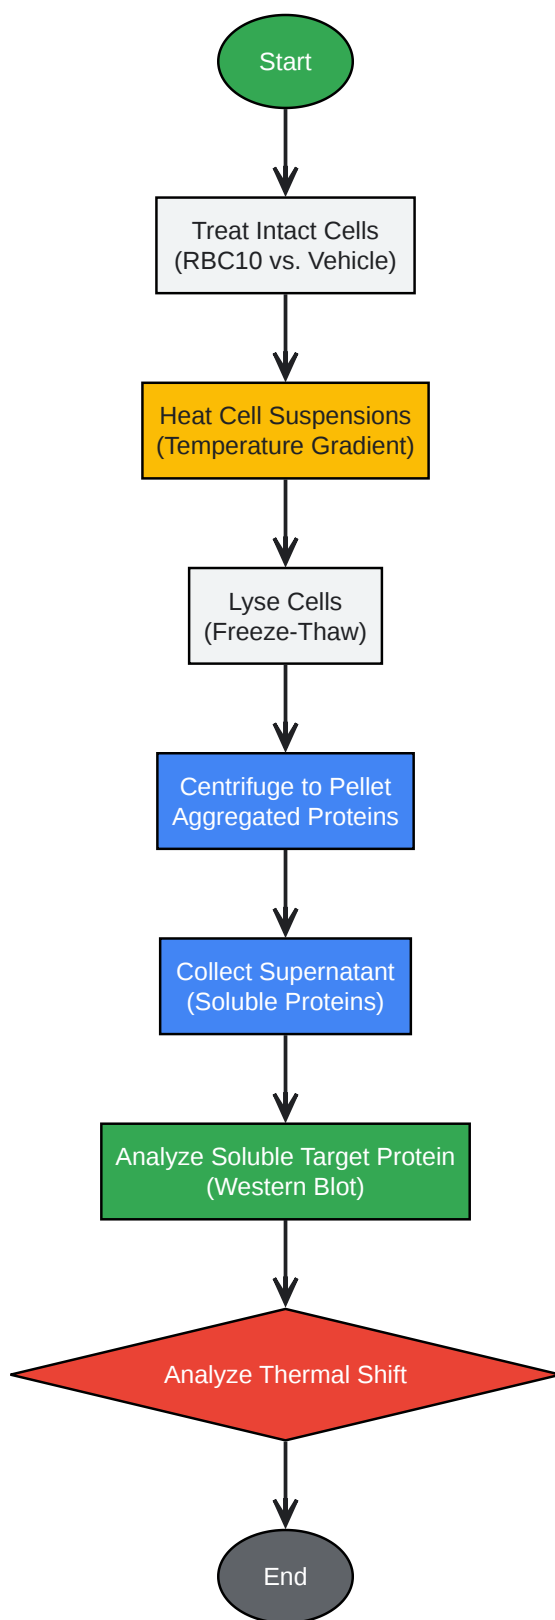 Start
Treat Intact Cells
(RBC10 vs. Vehicle)
Heat Cell Suspensions
(Temperature Gradient)
Lyse Cells
(Freeze-Thaw)
Centrifuge to Pellet
Aggregated Proteins
Collect Supernatant
(Soluble Proteins)
Analyze Soluble Target Protein
(Western Blot)
Analyze Thermal Shift
End